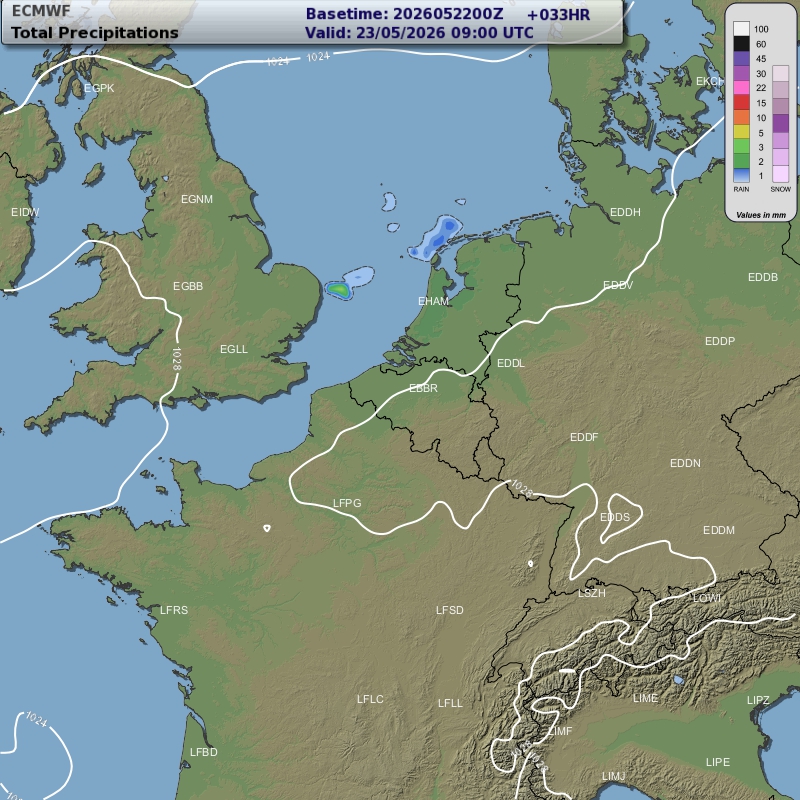 ECMWF
Basetime: 2026052200Z +033HR
Total Precipitations
Valid: 23/05/2026 09:00 UTC
100
60
45
30
22
15
10
5
3
2
1
RAIN
SNOW
Values in mm
1024
1024
EGPK
EKCH
EIDW
EGNM
EDDH
EGBB
EHAM
EDDV
EDDB
EGLL
1028
EDDL
EDDP
EBBR
EDDF
EDDN
1028
LFPG
EDDS
EDDM
LFRS
LFSD
LSZH
LOWI
LFLC
LFLL
LIME
LIPZ
1024
LIMF
LFBD
LIPE
LIMJ